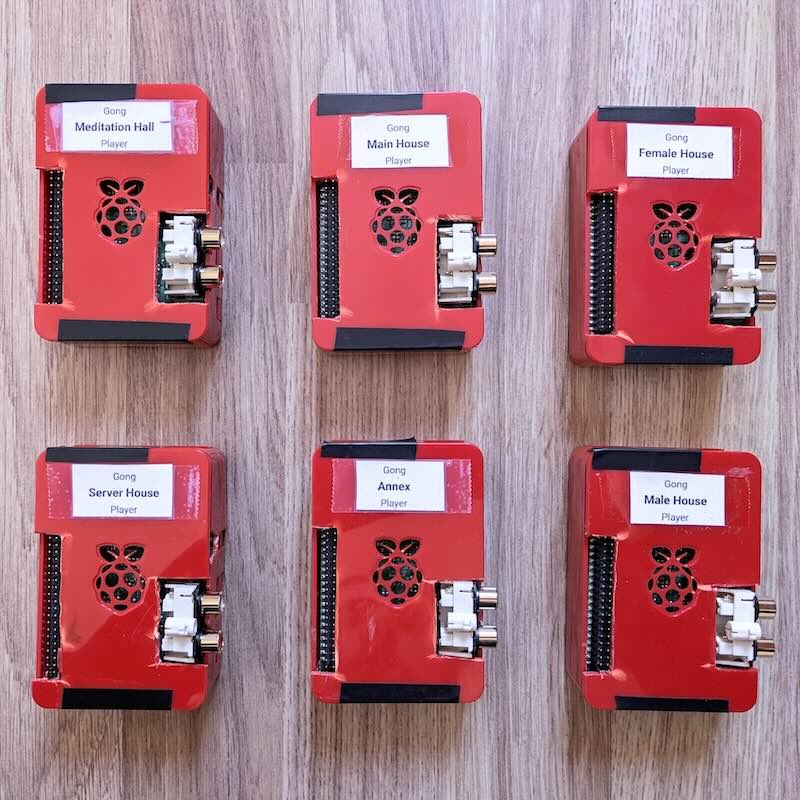 Gong
Meditation Hall
Player
Gong
Main House
Player
Gong
Female House
Player
Gong
Server House
Player
Gong
Annex
Player
Gong
Male House
Player